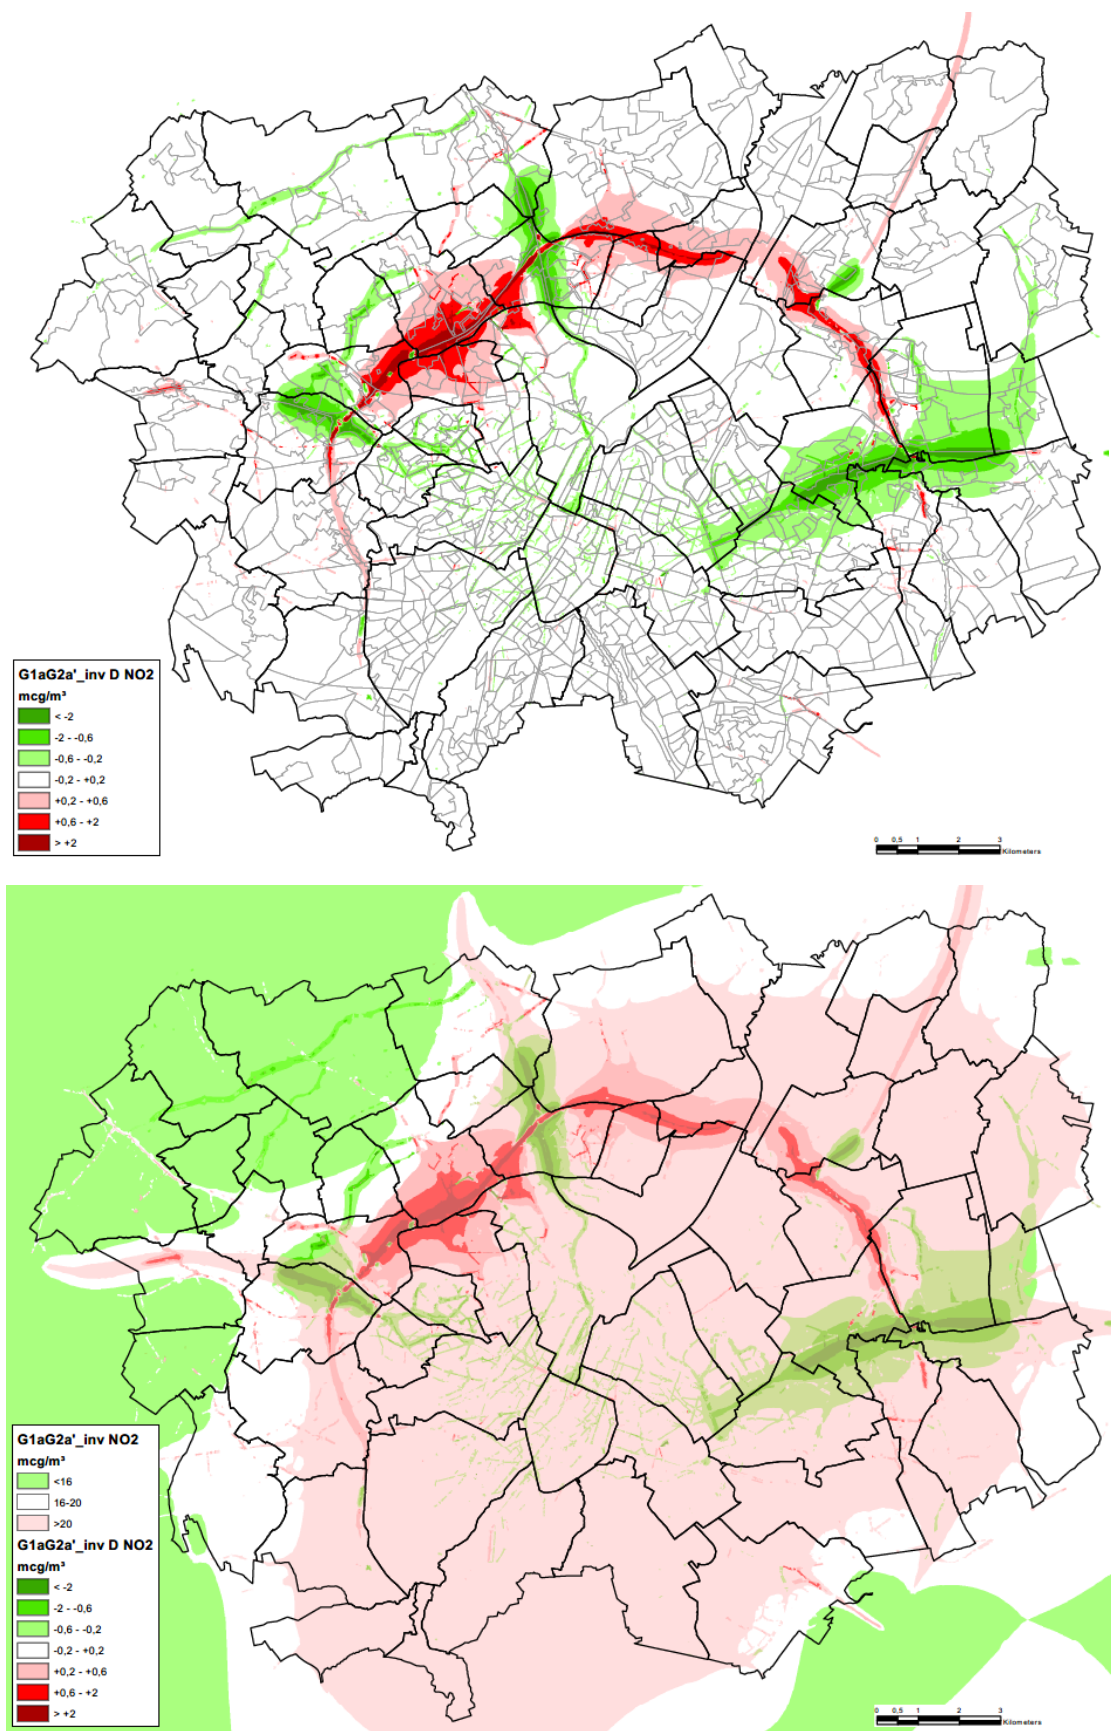 G1aG2a'_inv D NO2
mcg/m³
< -2
-2 - -0,6
-0,6 - -0,2
-0,2 - +0,2
+0,2 - +0,6
+0,6 - +2
> +2
0 0,5 1 2 3
Kilometers
G1aG2a'_inv NO2
mcg/m³
<16
16-20
>20
G1aG2a'_inv D NO2
mcg/m³
< -2
-2 - -0,6
-0,6 - -0,2
-0,2 - +0,2
+0,2 - +0,6
+0,6 - +2
> +2
0 0,5 1 2 3
Kilometers